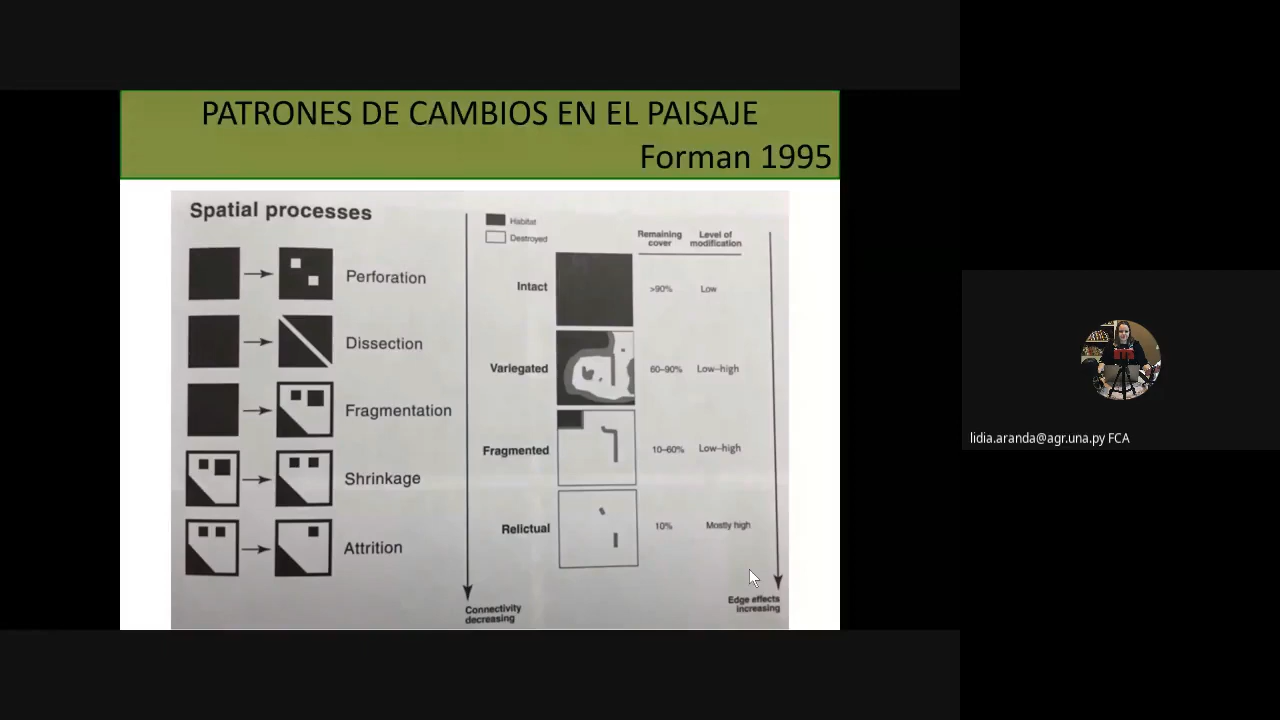 PATRONES DE CAMBIOS EN EL PAISAJE
Forman 1995
Spatial processes
Perforation
Dissection
Fragmentation
Shrinkage
Attrition
Habitat
Destroyed
Remaining cover
Level of modification
Intact
>90%
Low
Variegated
60–90%
Low–high
Fragmented
10–60%
Low–high
Relictual
10%
Mostly high
Connectivity
decreasing
Edge effects
increasing
lidia.aranda@agr.una.py FCA